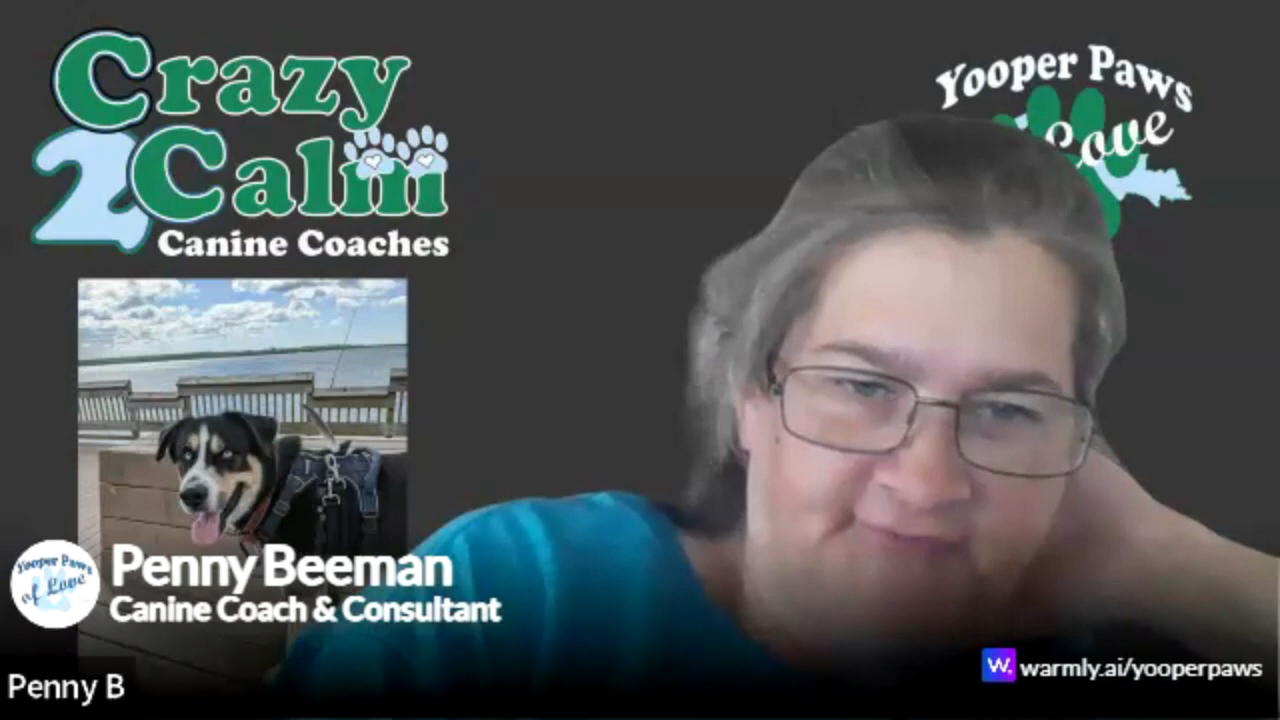 Crazy
2 Calm
Canine Coaches
Yooper Paws
Love
Yooper Paws
of Love
Penny Beeman
Canine Coach & Consultant
Penny B
W.
warmly.ai/yooperpaws